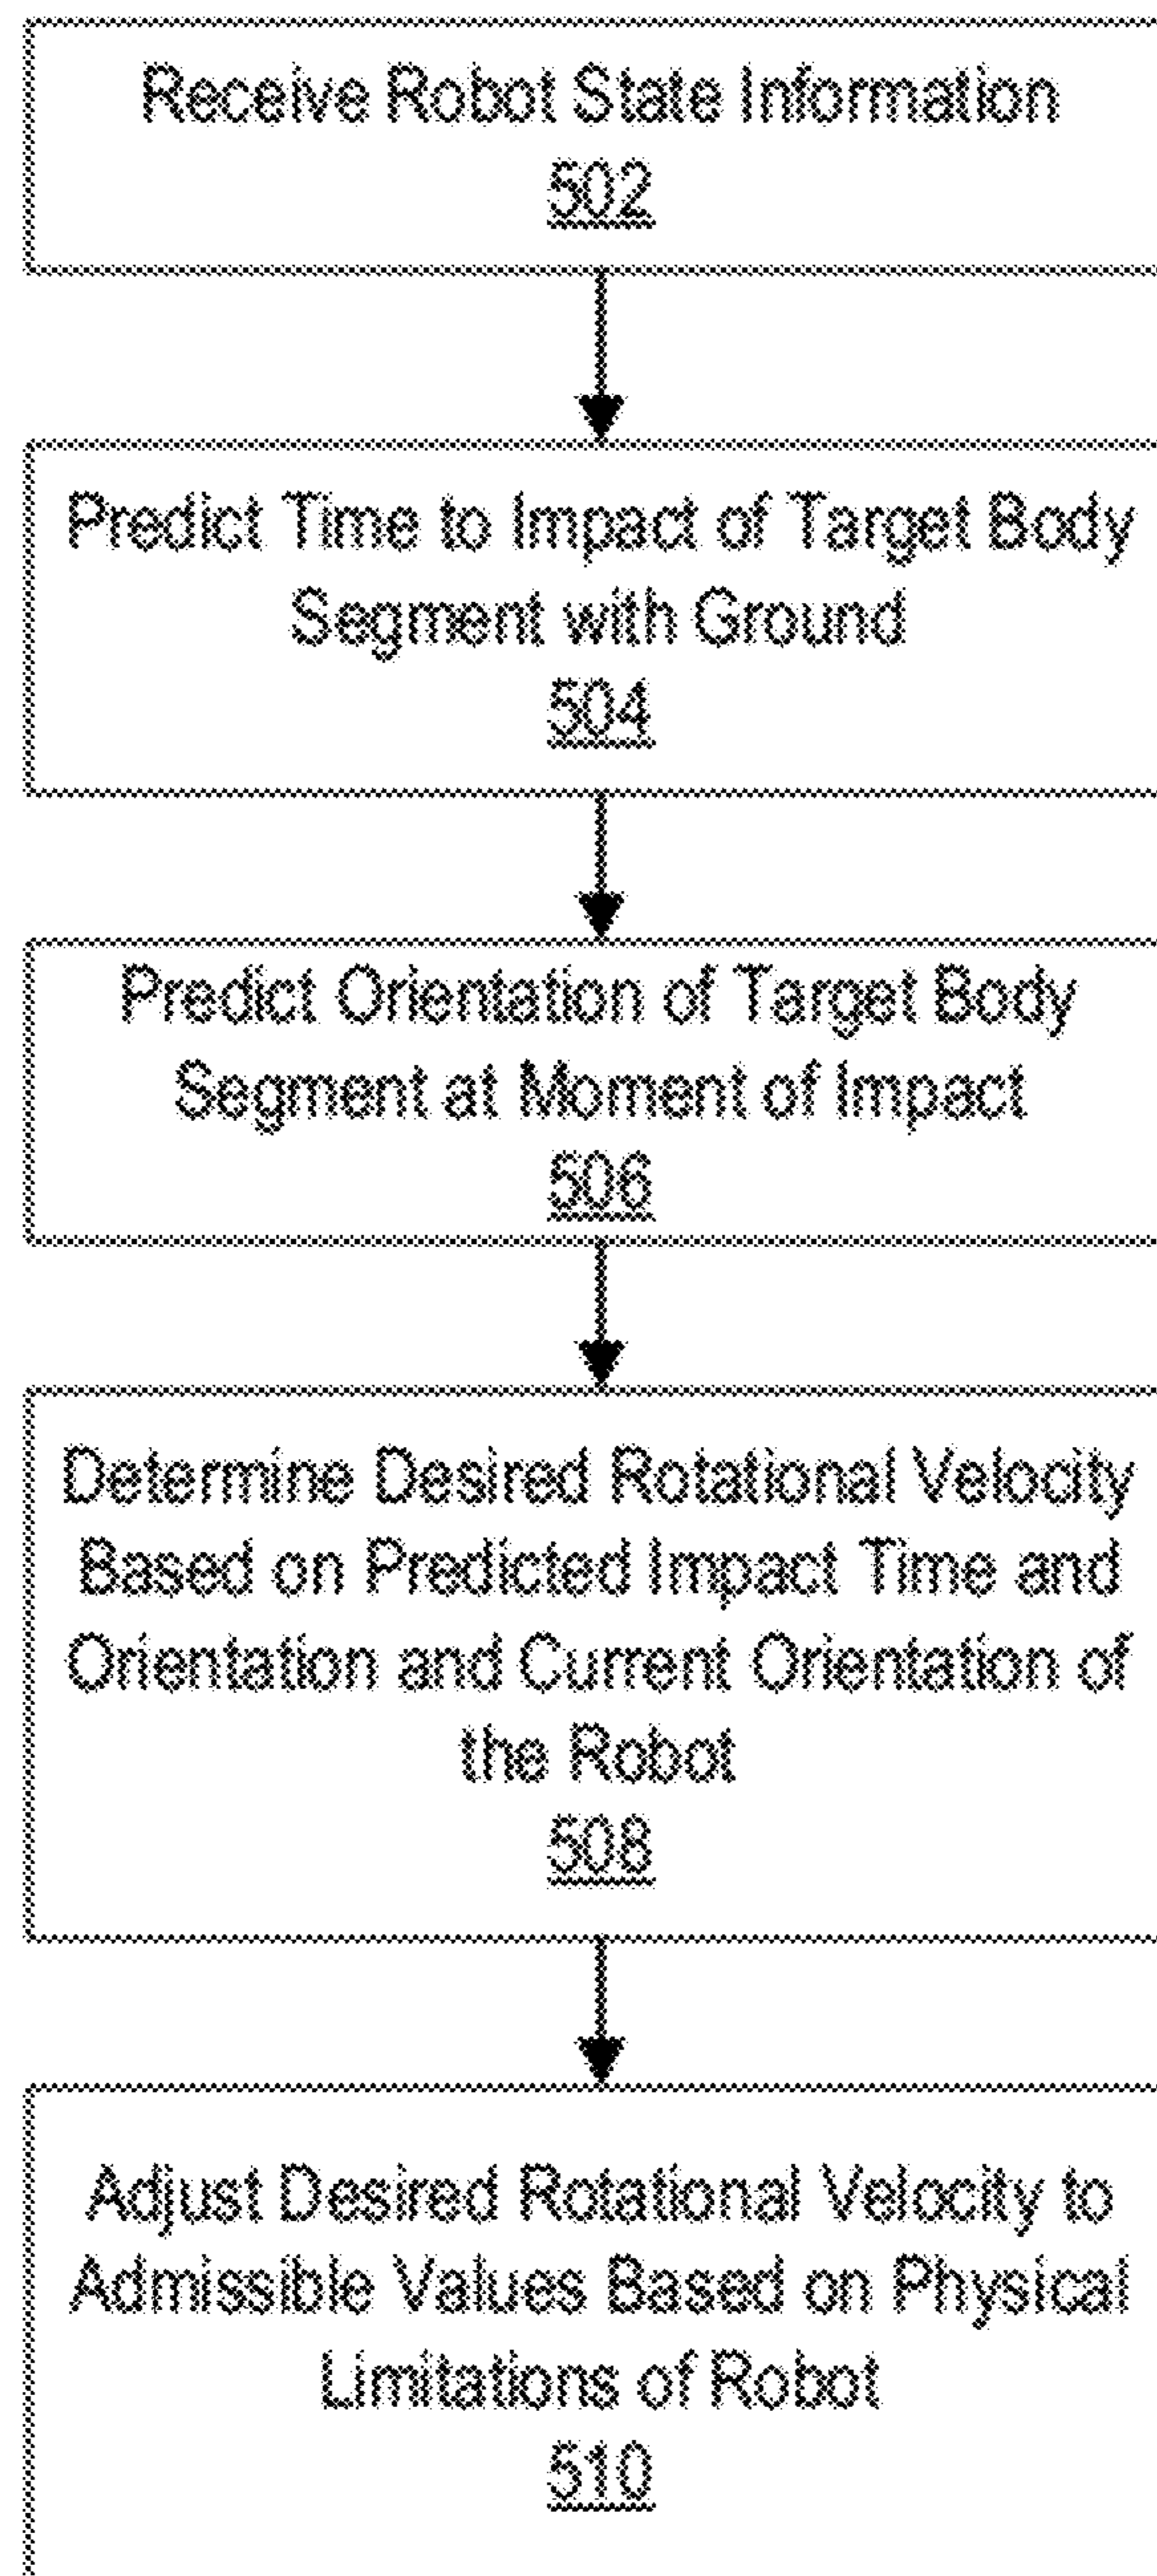 Receive Robot State Information
502
Predict Time to Impact of Target Body
Segment with Ground
504
Predict Orientation of Target Body
Segment at Moment of Impact
506
Determine Desired Rotational Velocity
Based on Predicted Impact Time and
Orientation and Current Orientation of
the Robot
508
Adjust Desired Rotational Velocity to
Admissible Values Based on Physical
Limitations of Robot
510